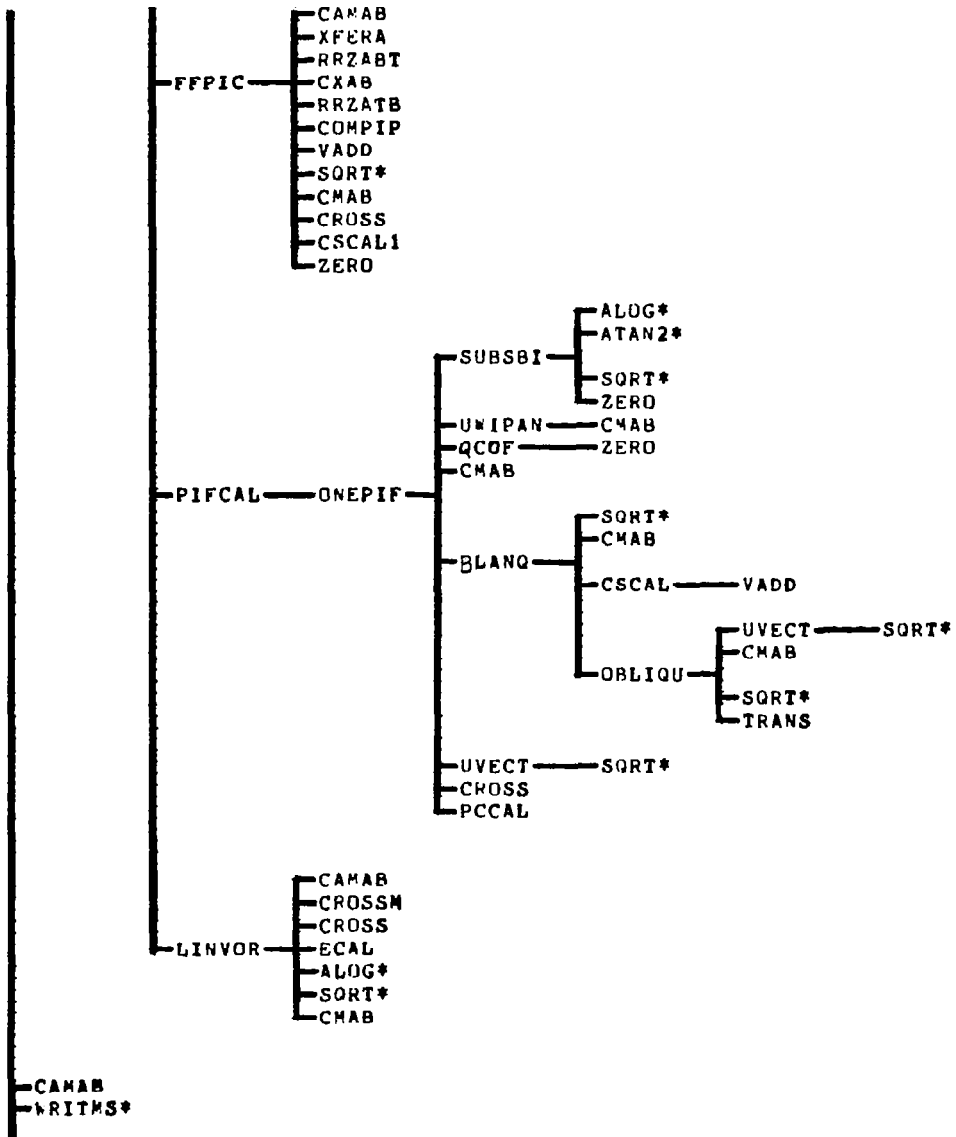 CAMAB
XFERA
RRZABT
FFPIC CXAB
RRZATB
COMPIP
VADD
SQRT*
CMAB
CROSS
CSCAL1
ZERO
ALOG*
ATAN2*
SUBSBI
SQRT*
ZERO
UWIPAN CMAB
QCOF ZERO
CMAB
PIFCAL ONEPIF
SQRT*
CMAB
BLANQ
CSCAL VADD
UVECT SQRT*
CMAB
OBLIQU
SQRT*
TRANS
UVECT SQRT*
CROSS
PCCAL
CAMAB
CROSSM
CROSS
LINVOR ECAL
ALOG*
SQRT*
CMAB
CAMAB
WRITMS*